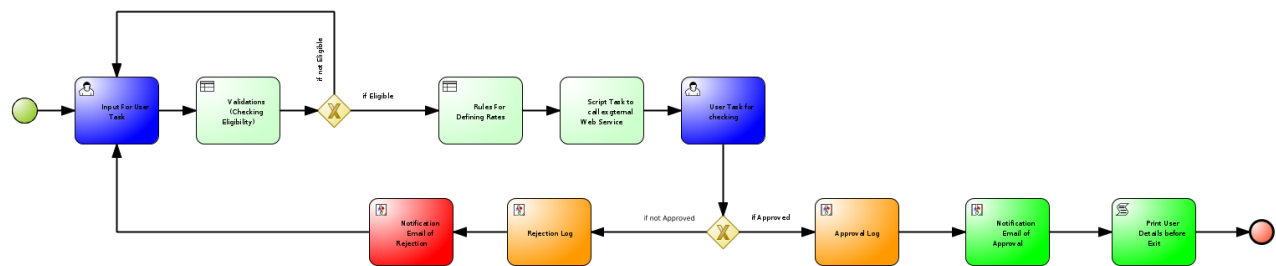 if not Eligible
Input For User
Task
Validations
(Checking
Eligibility)
if Eligible
Rules For
Defining Rates
Script Task to
call exgternal
Web Service
User Task for
checking
Notification
Email of
Rejection
Rejection Log
if not Approved
if Approved
Approval Log
Notification
Email of
Approval
Print User
Details before
Exit